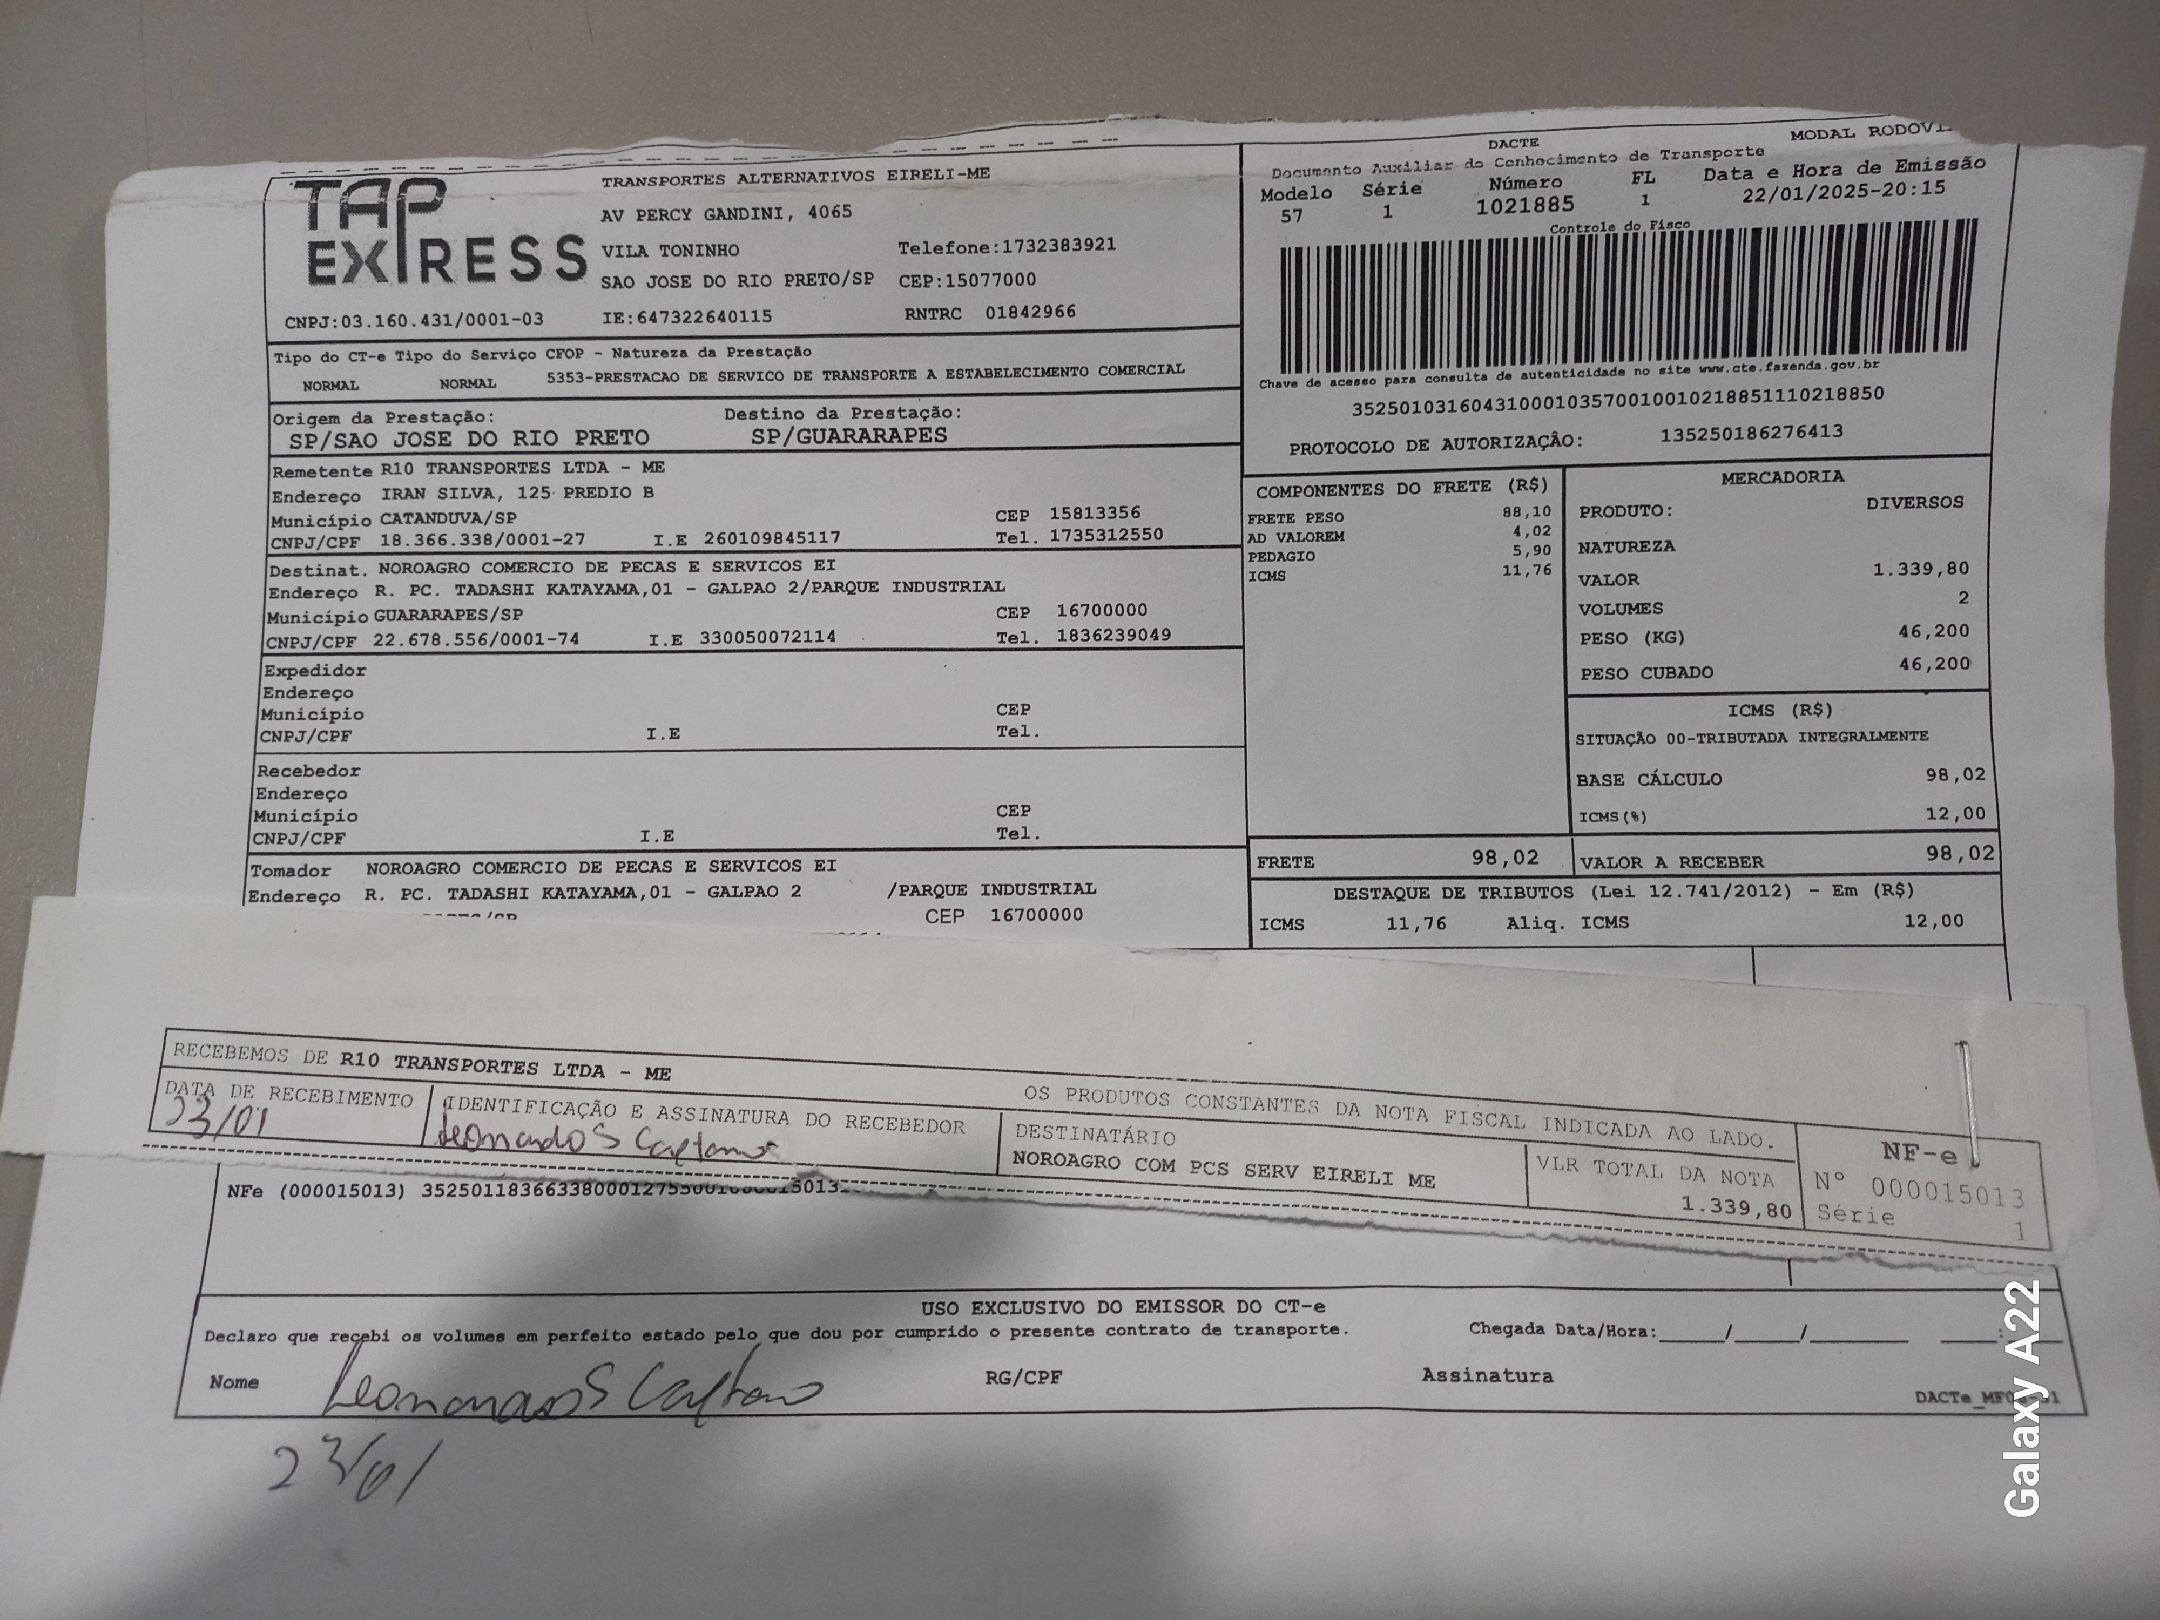 TAP EXPRESS
TRANSPORTES ALTERNATIVOS EIRELI-ME
AV PERCY GANDINI, 4065
VILA TONINHO Telefone:1732383921
SAO JOSE DO RIO PRETO/SP CEP:15077000
CNPJ:03.160.431/0001-03 IE:647322640115 RNTRC 01842966
DACTE MODAL
Documento Auxiliar do Conhecimento de Transporte
Modelo Série Número FL Data e Hora de Emissão
57 1 1021885 1 22/01/2025-20:15
Controle do Fisco
Chave de acesso para consulta de autenticidade no site www.cte.fazenda.gov.br
35250103160431000103570010010218851110218850
PROTOCOLO DE AUTORIZAÇÂO: 135250186276413
Tipo do CT-e Tipo do Serviço CFOP - Natureza da Prestação
NORMAL NORMAL 5353-PRESTACAO DE SERVICO DE TRANSPORTE A ESTABELECIMENTO COMERCIAL
Origem da Prestação: Destino da Prestação:
SP/SAO JOSE DO RIO PRETO SP/GUARARAPES
Remetente R10 TRANSPORTES LTDA - ME
Endereço IRAN SILVA, 125 PREDIO B
Município CATANDUVA/SP CEP 15813356
CNPJ/CPF 18.366.338/0001-27 I.E 260109845117 Tel. 1735312550
Destinat. NOROAGRO COMERCIO DE PECAS E SERVICOS EI
Endereço R. PC. TADASHI KATAYAMA,01 - GALPAO 2/PARQUE INDUSTRIAL
Município GUARARAPES/SP CEP 16700000
CNPJ/CPF 22.678.556/0001-74 I.E 330050072114 Tel. 1836239049
Expedidor
Endereço
Município CEP
CNPJ/CPF I.E Tel.
Recebedor
Endereço
Município CEP
CNPJ/CPF I.E Tel.
Tomador NOROAGRO COMERCIO DE PECAS E SERVICOS EI
Endereço R. PC. TADASHI KATAYAMA,01 - GALPAO 2 /PARQUE INDUSTRIAL
CEP 16700000
COMPONENTES DO FRETE (R$)
FRETE PESO 88,10
AD VALOREM 4,02
PEDAGIO 5,90
ICMS 11,76
MERCADORIA
PRODUTO: DIVERSOS
NATUREZA
VALOR 1.339,80
VOLUMES 2
PESO (KG) 46,200
PESO CUBADO 46,200
ICMS (R$)
SITUAÇÃO 00-TRIBUTADA INTEGRALMENTE
BASE CÁLCULO 98,02
ICMS(%) 12,00
FRETE 98,02 VALOR A RECEBER 98,02
DESTAQUE DE TRIBUTOS (Lei 12.741/2012) - Em (R$)
ICMS 11,76 Aliq. ICMS 12,00
RECEBEMOS DE R10 TRANSPORTES LTDA - ME OS PRODUTOS CONSTANTES DA NOTA FISCAL INDICADA AO LADO.
DATA DE RECEBIMENTO IDENTIFICAÇÃO E ASSINATURA DO RECEBEDOR
23/01 Leonardo S Caetano
DESTINATÁRIO
NOROAGRO COM PCS SERV EIRELI ME
VLR TOTAL DA NOTA
1.339,80
NF-e
Nº 000015013
Série 1
NFe (000015013)
USO EXCLUSIVO DO EMISSOR DO CT-e
Declaro que recebi os volumes em perfeito estado pelo que dou por cumprido o presente contrato de transporte. Chegada Data/Hora:_____/_____/_______ ___:___
Nome Leonardo S Caetano RG/CPF Assinatura
23/01
Galaxy A22